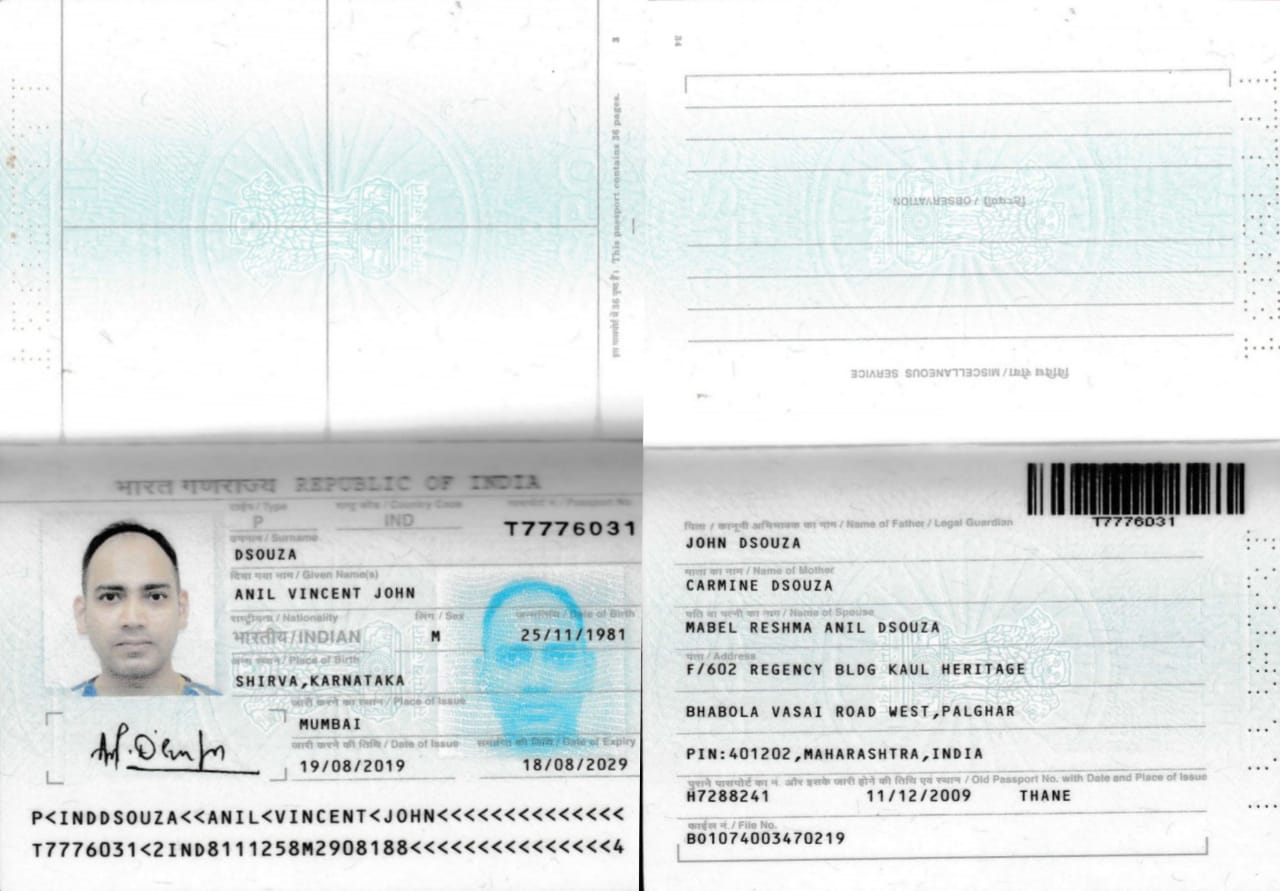 3
इस पासपोर्ट में 36 पृष्ठ हैं। This passport contains 36 pages.
भारत गणराज्य REPUBLIC OF INDIA
टाईप / Type
राष्ट्र कोड / Country Code
पासपोर्ट नं. / Passport No.
P
IND
T7776031
उपनाम / Surname
DSOUZA
दिया गया नाम / Given Name(s)
ANIL VINCENT JOHN
राष्ट्रीयता / Nationality
लिंग / Sex
जन्मतिथि / Date of Birth
भारतीय / INDIAN
M
25/11/1981
जन्म स्थान / Place of Birth
SHIRVA,KARNATAKA
जारी करने का स्थान / Place of Issue
MUMBAI
जारी करने की तिथि / Date of Issue
समाप्ति की तिथि / Date of Expiry
19/08/2019
18/08/2029
P<INDDSOUZA<<ANIL<VINCENT<JOHN<<<<<<<<<<<<<<
T7776031<2IND8111258M2908188<<<<<<<<<<<<<<<4
34
टिप्पणी / OBSERVATION
विविध सेवा / MISCELLANEOUS SERVICE
T7776031
पिता / कानूनी अभिभावक का नाम / Name of Father / Legal Guardian
JOHN DSOUZA
माता का नाम / Name of Mother
CARMINE DSOUZA
पति या पत्नी का नाम / Name of Spouse
MABEL RESHMA ANIL DSOUZA
पता / Address
F/602 REGENCY BLDG KAUL HERITAGE
BHABOLA VASAI ROAD WEST,PALGHAR
PIN:401202,MAHARASHTRA,INDIA
पुराने पासपोर्ट का नं. और इसके जारी होने की तिथि एवं स्थान / Old Passport No. with Date and Place of Issue
H7288241 11/12/2009 THANE
फाईल नं. / File No.
BO1074003470219